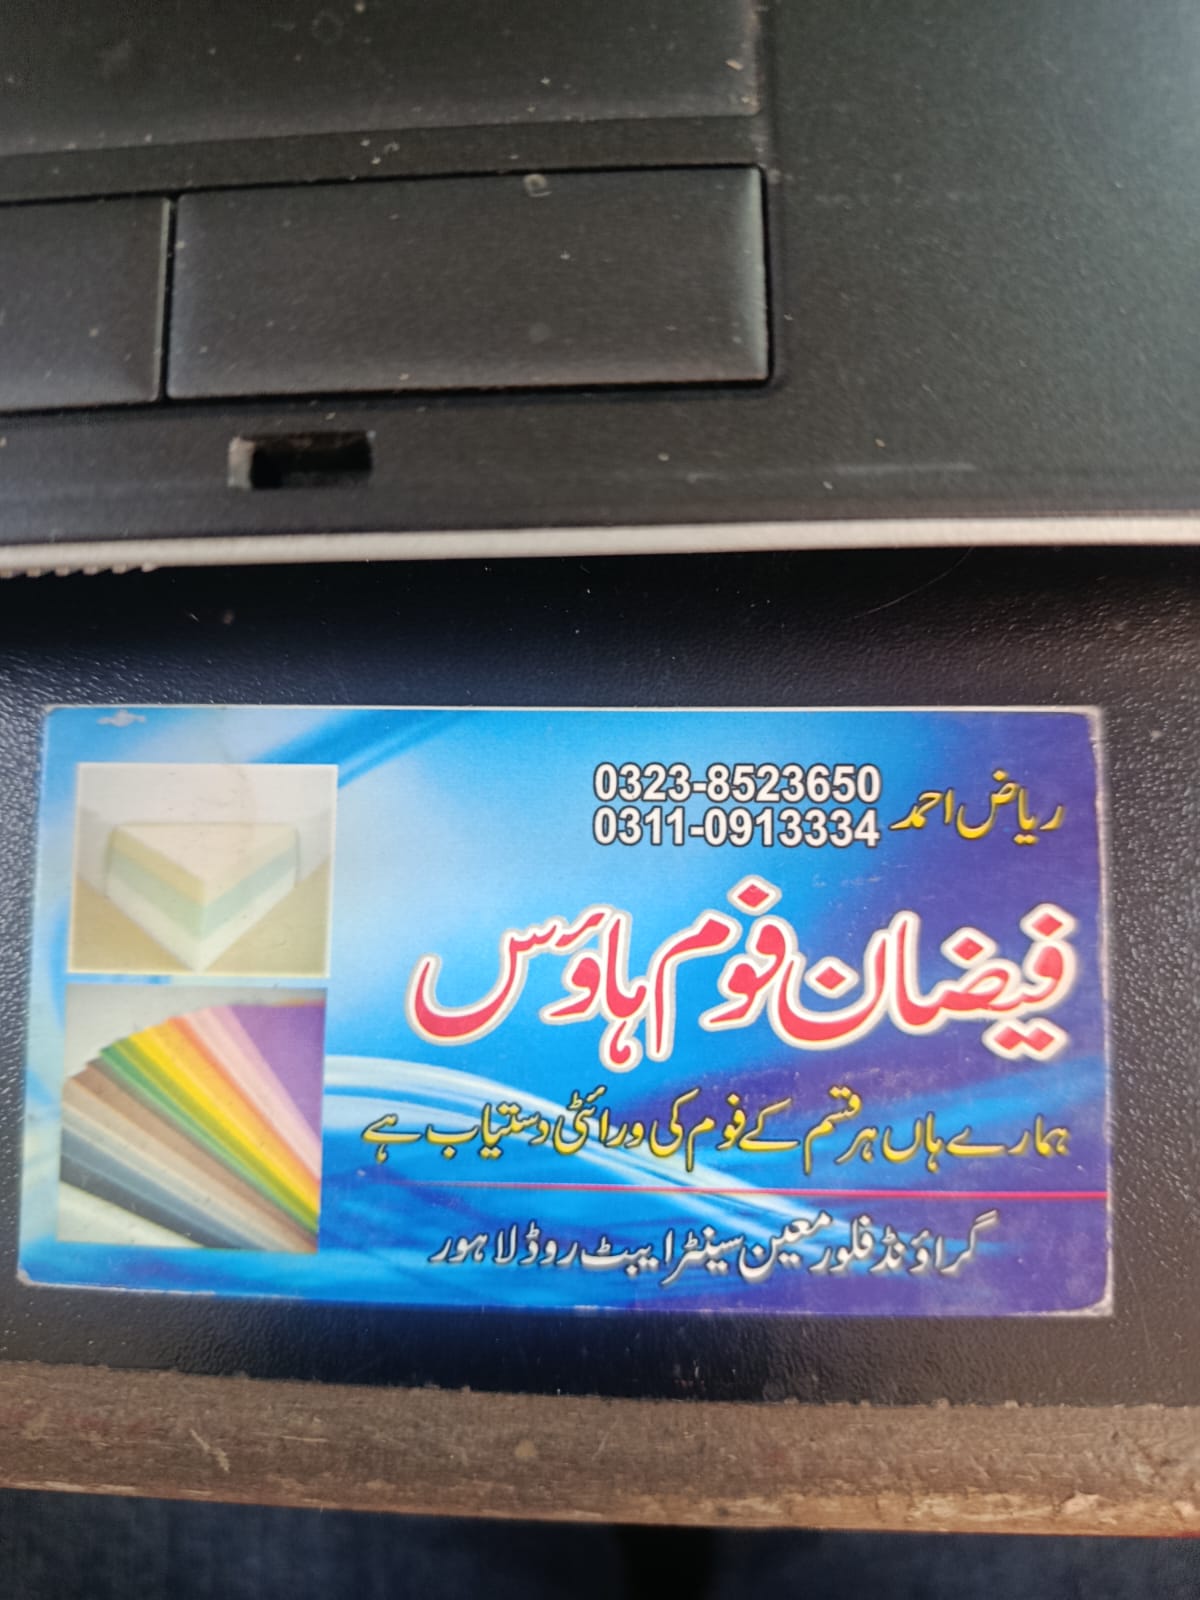 ریاض احمد 0323-8523650
0311-0913334
فیضان فوم ہاؤس
ہمارے ہاں ہر قسم کے فوم کی ورائٹی دستیاب ہے
گراؤنڈ فلور معین سینٹر ایبٹ روڈ لاہور